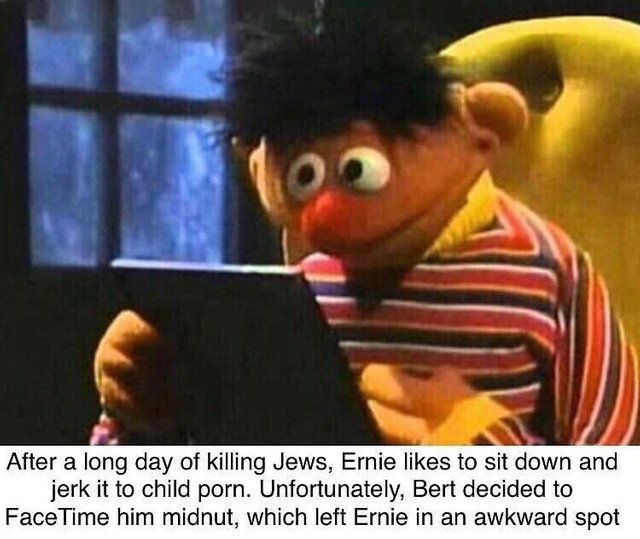 After a long day of killing Jews, Ernie likes to sit down and
jerk it to child porn. Unfortunately, Bert decided to
FaceTime him midnut, which left Ernie in an awkward spot